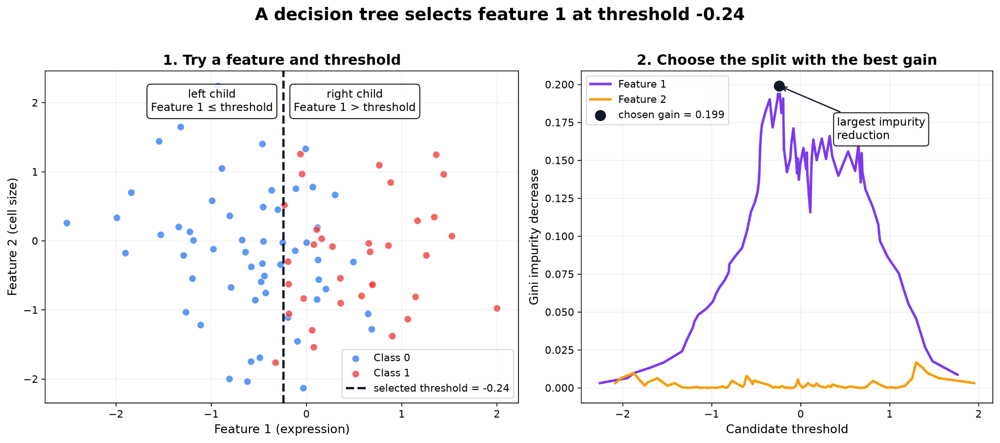 A decision tree selects feature 1 at threshold -0.24
1. Try a feature and threshold
left child
Feature 1 ≤ threshold
right child
Feature 1 > threshold
2
1
0
−1
−2
Feature 2 (cell size)
Class 0
Class 1
selected threshold = -0.24
−2
−1
0
1
2
Feature 1 (expression)
2. Choose the split with the best gain
Feature 1
Feature 2
chosen gain = 0.199
largest impurity
reduction
0.200
0.175
0.150
0.125
0.100
0.075
0.050
0.025
0.000
Gini impurity decrease
−2
−1
0
1
2
Candidate threshold